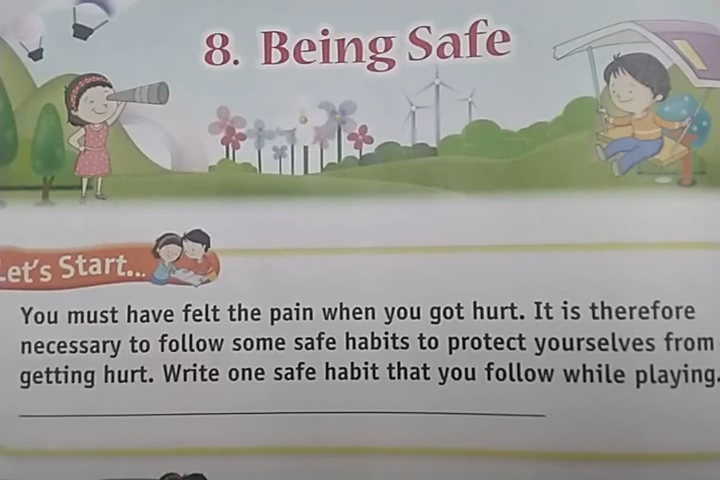 8. Being Safe
Let's Start...
You must have felt the pain when you got hurt. It is therefore
necessary to follow some safe habits to protect yourselves from
getting hurt. Write one safe habit that you follow while playing.